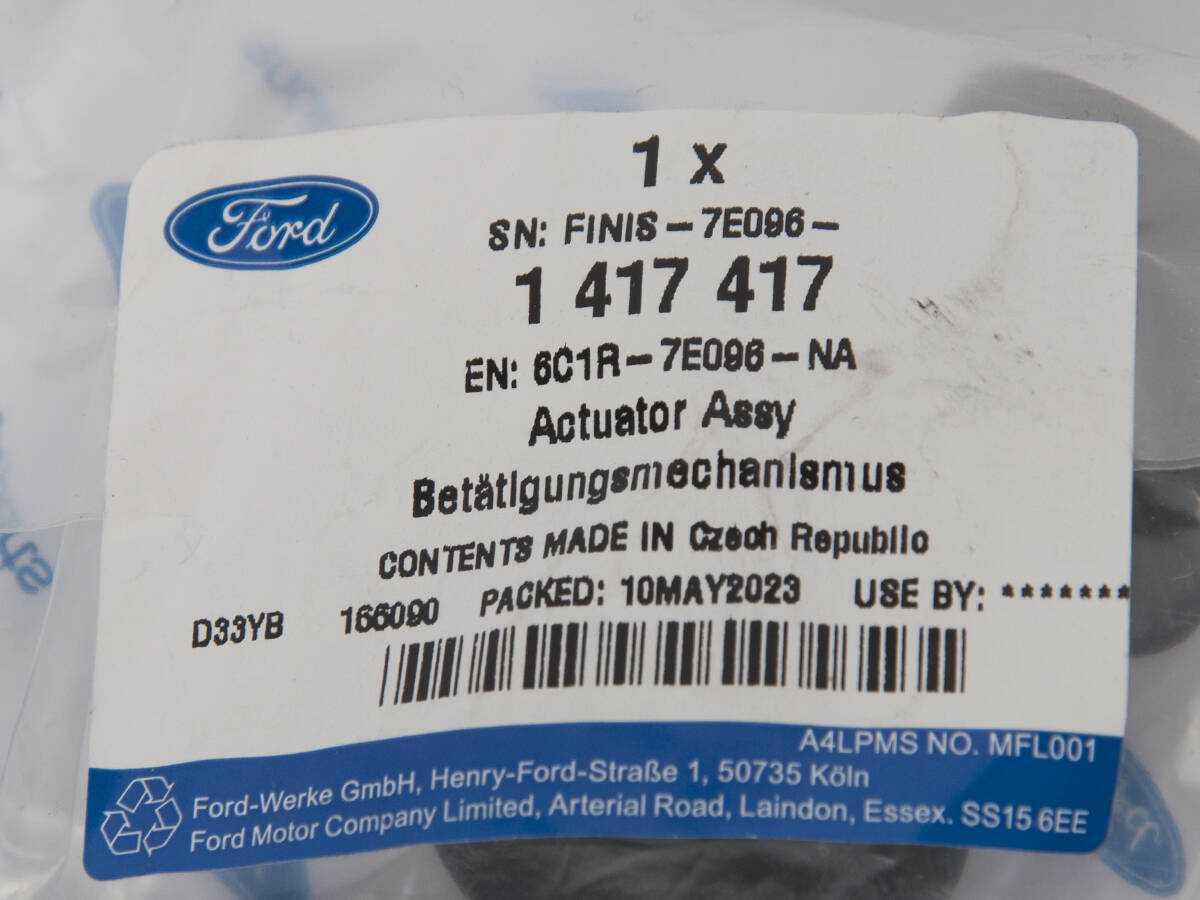 Ford
1 x
SN: FINIS-7E096-
1 417 417
EN: 6C1R-7E096-NA
Actuator Assy
Betätigungsmechanismus
CONTENTS MADE IN Czech Republic
D33YB 166090 PACKED: 10MAY2023 USE BY: *******
A4LPMS NO. MFL001
Ford-Werke GmbH, Henry-Ford-Straße 1, 50735 Köln
Ford Motor Company Limited, Arterial Road, Laindon, Essex. SS15 6EE